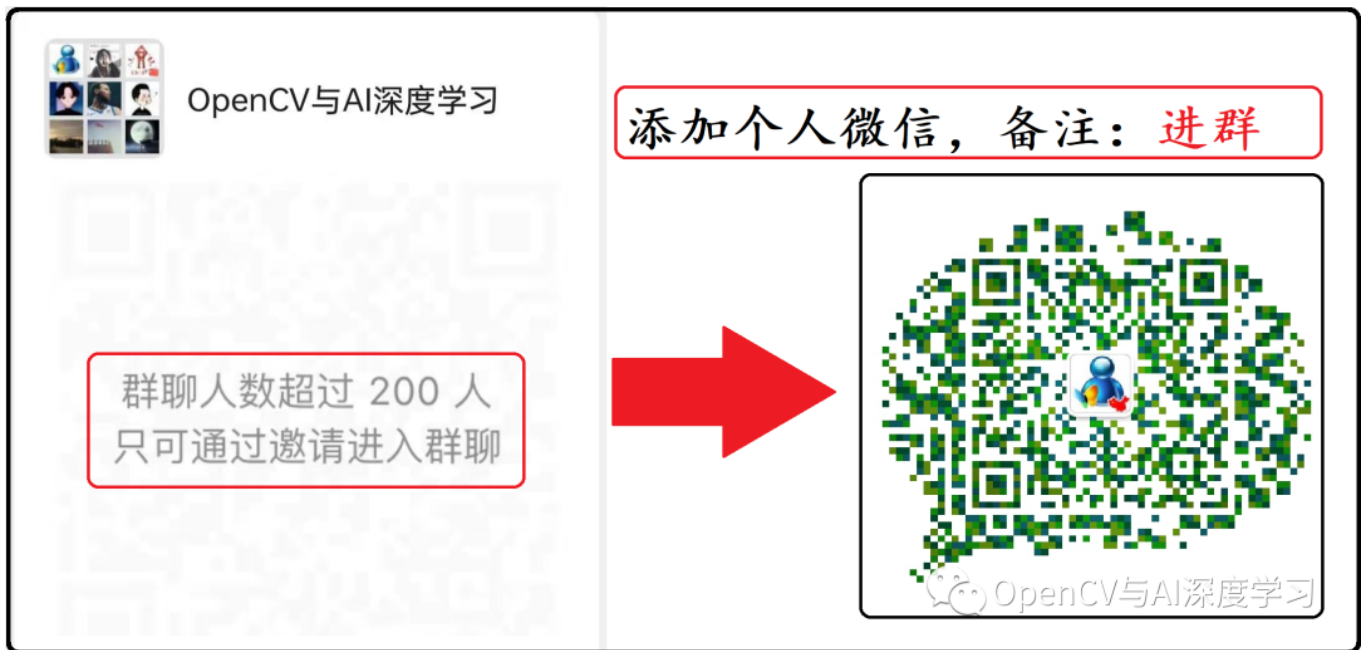 OpenCV与AI深度学习
群聊人数超过 200 人
只可通过邀请进入群聊
添加个人微信，备注：进群
OpenCV与AI深度学习